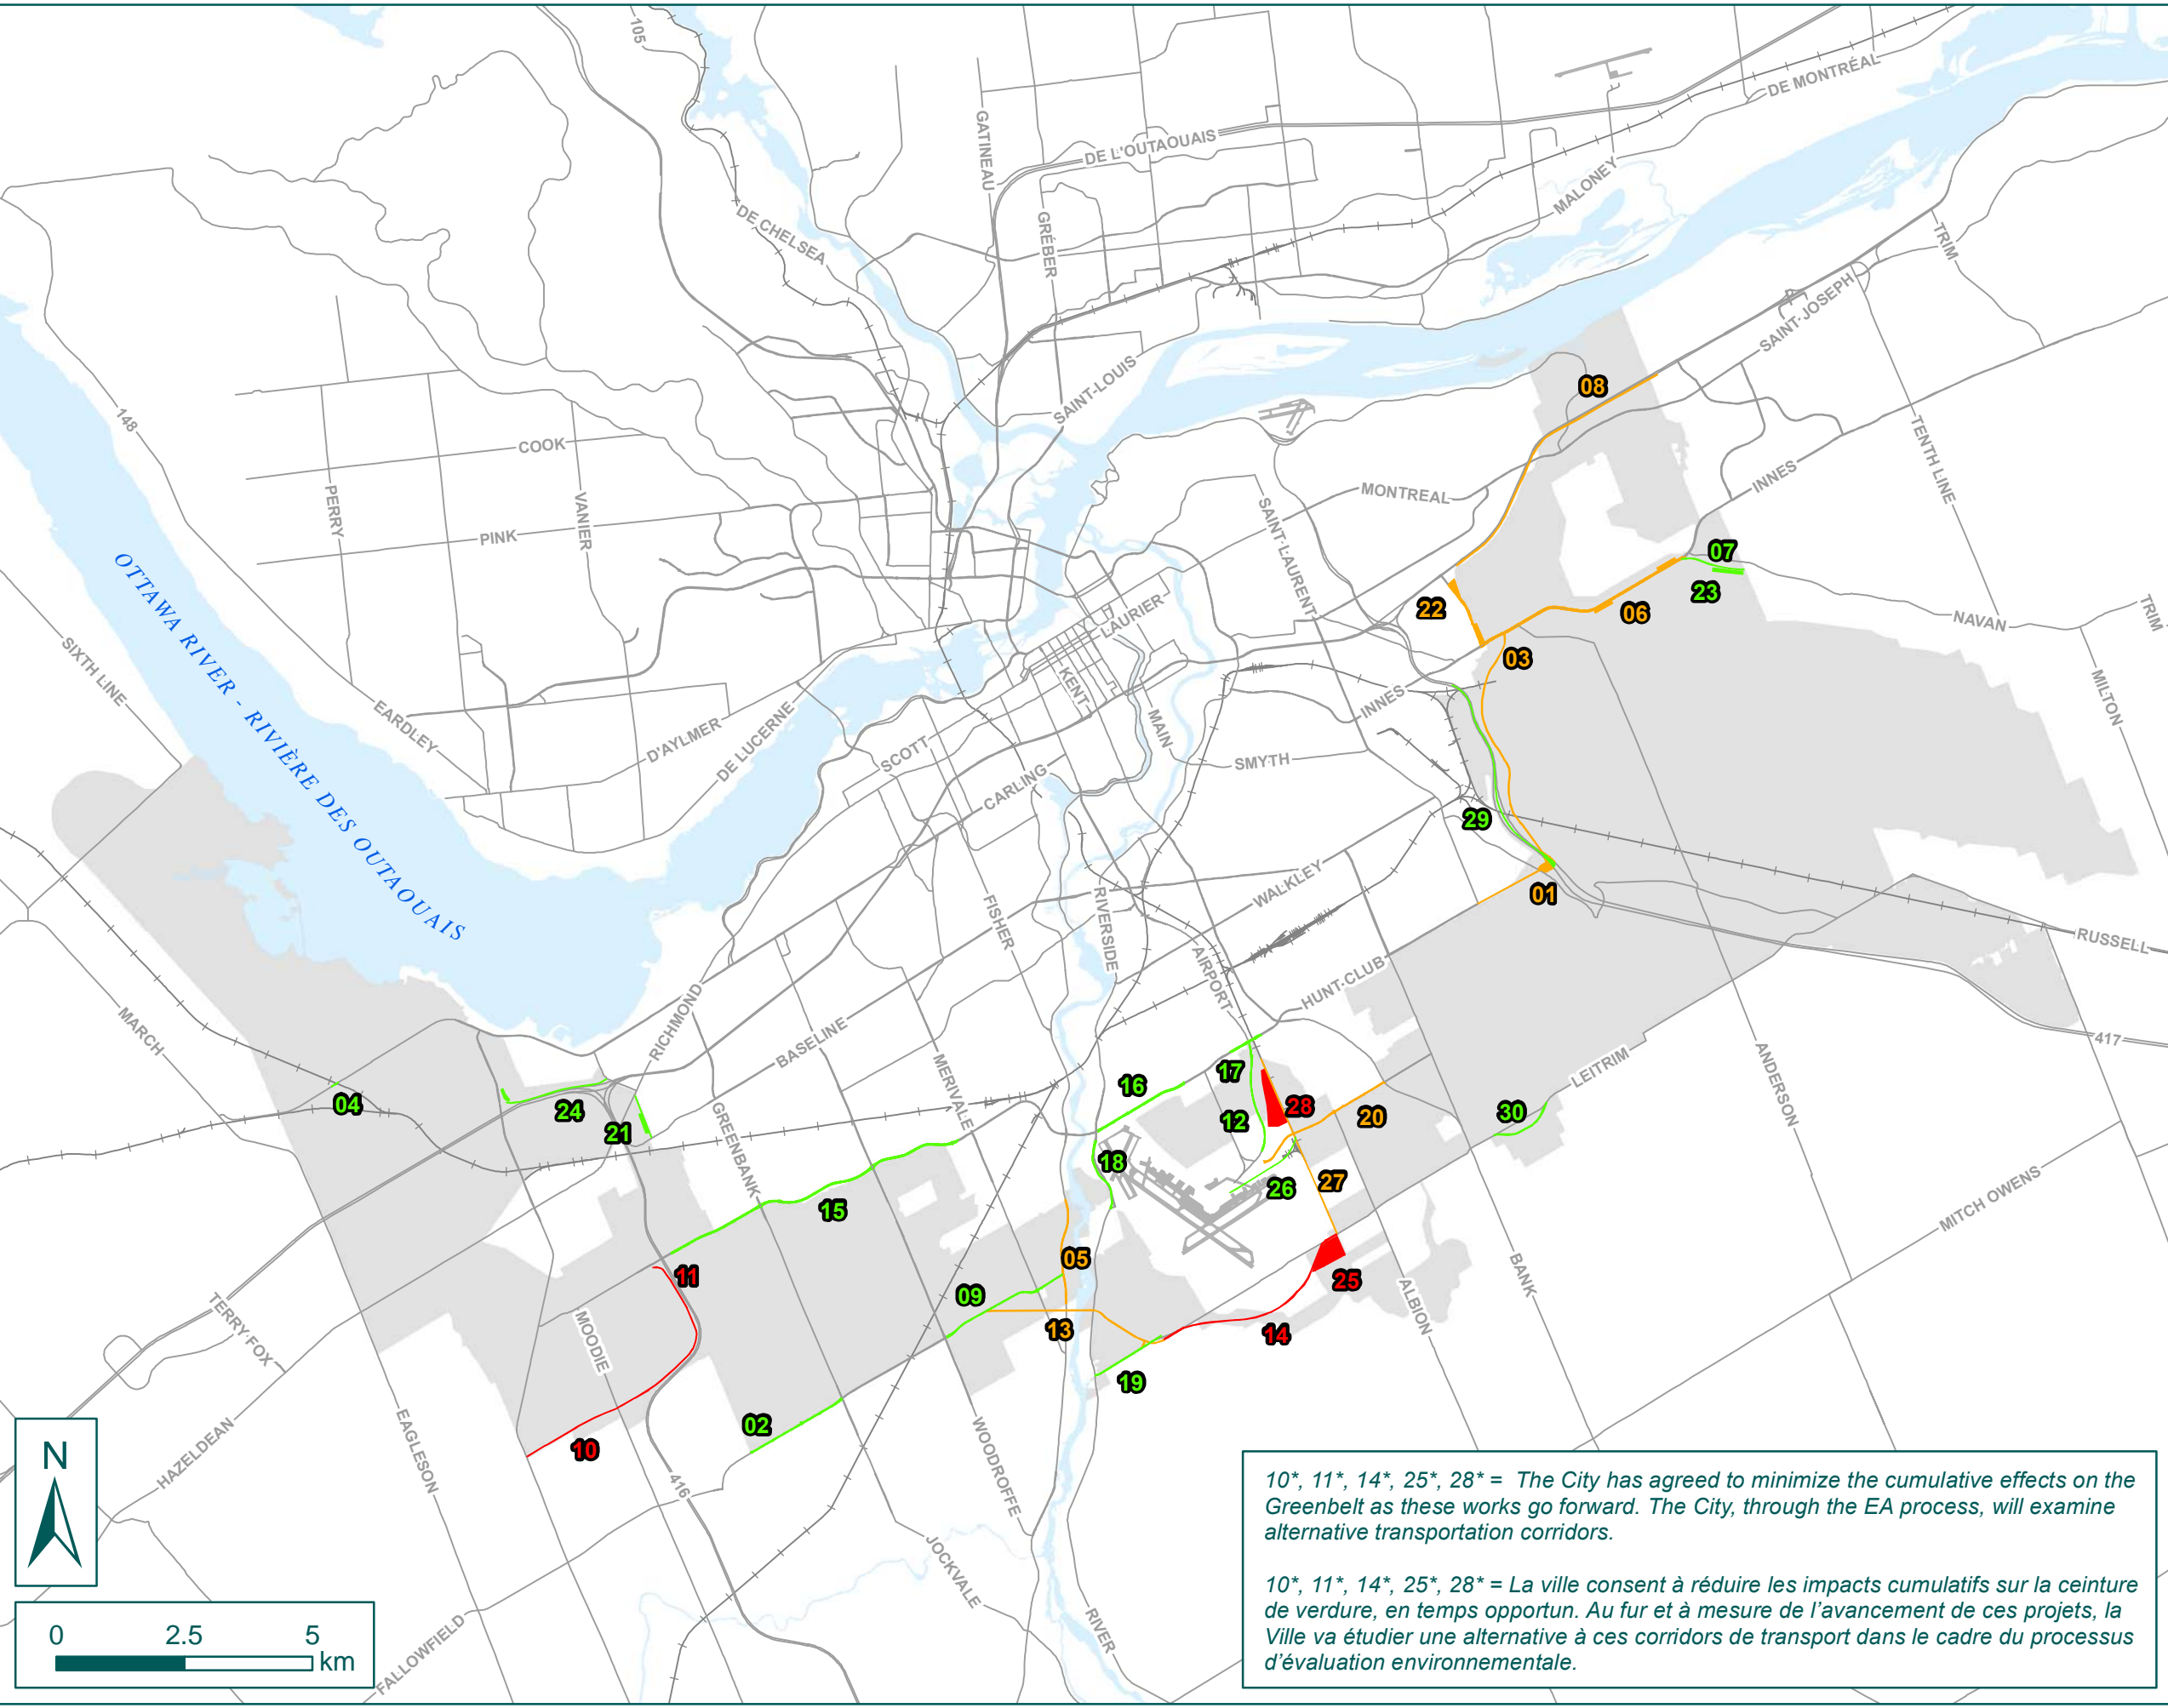 105
DE MONTRÉAL
GATINEAU
DE L'OUTAOUAIS
MALONEY
DE CHELSEA
GRÉBER
TRIM
SAINT-JOSEPH
SAINT-LOUIS
08
148
COOK
TENTH LINE
PERRY
VANIER
MONTREAL
INNES
SAINT-LAURENT
PINK
07
23
OTTAWA RIVER - RIVIÈRE DES OUTAOUAIS
22
06
LAURIER
NAVAN
TRIM
SIXTH LINE
03
KENT
MILTON
EARDLEY
D'AYLMER
DE LUCERNE
MAIN
INNES
SCOTT
SMYTH
CARLING
29
WALKLEY
01
FISHER
RIVERSIDE
RUSSELL
AIRPORT
HUNT-CLUB
MARCH
RICHMOND
BASELINE
417
ANDERSON
LEITRIM
MERIVALE
17
16
04
24
28
21
12
20
30
GREENBANK
18
27
26
15
MITCH OWENS
05
11
25
BANK
09
TERRY FOX
ALBION
MOODIE
13
14
19
02
EAGLESON
10
HAZELDEAN
WOODROFFE
416
JOCKVALE
RIVER
FALLOWFIELD
N
0 2.5 5
km
10*, 11*, 14*, 25*, 28* = The City has agreed to minimize the cumulative effects on the
Greenbelt as these works go forward. The City, through the EA process, will examine
alternative transportation corridors.
10*, 11*, 14*, 25*, 28* = La ville consent à réduire les impacts cumulatifs sur la ceinture
de verdure, en temps opportun. Au fur et à mesure de l'avancement de ces projets, la
Ville va étudier une alternative à ces corridors de transport dans le cadre du processus
d'évaluation environnementale.